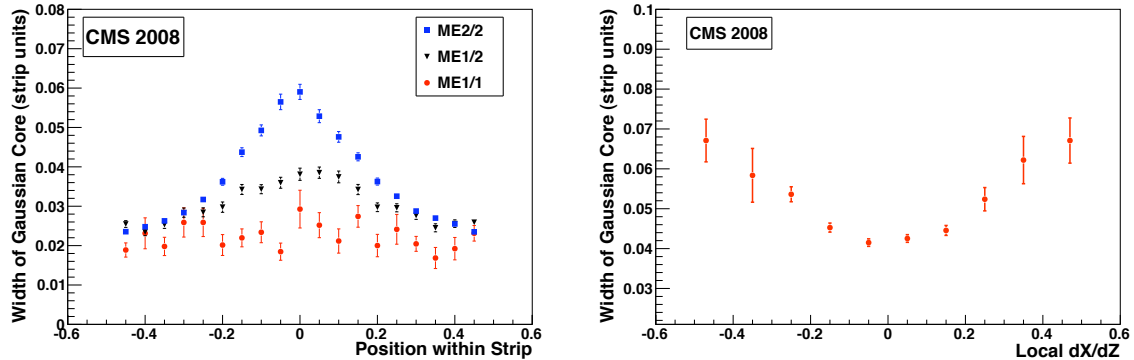 Width of Gaussian Core (strip units)
0.08
0.07
0.06
0.05
0.04
0.03
0.02
0.01
0
CMS 2008
ME2/2
ME1/2
ME1/1
-0.6 -0.4 -0.2 0 0.2 0.4 0.6
Position within Strip
Width of Gaussian Core (strip units)
0.1
0.09
0.08
0.07
0.06
0.05
0.04
0.03
CMS 2008
-0.6 -0.4 -0.2 0 0.2 0.4 0.6
Local dX/dZ